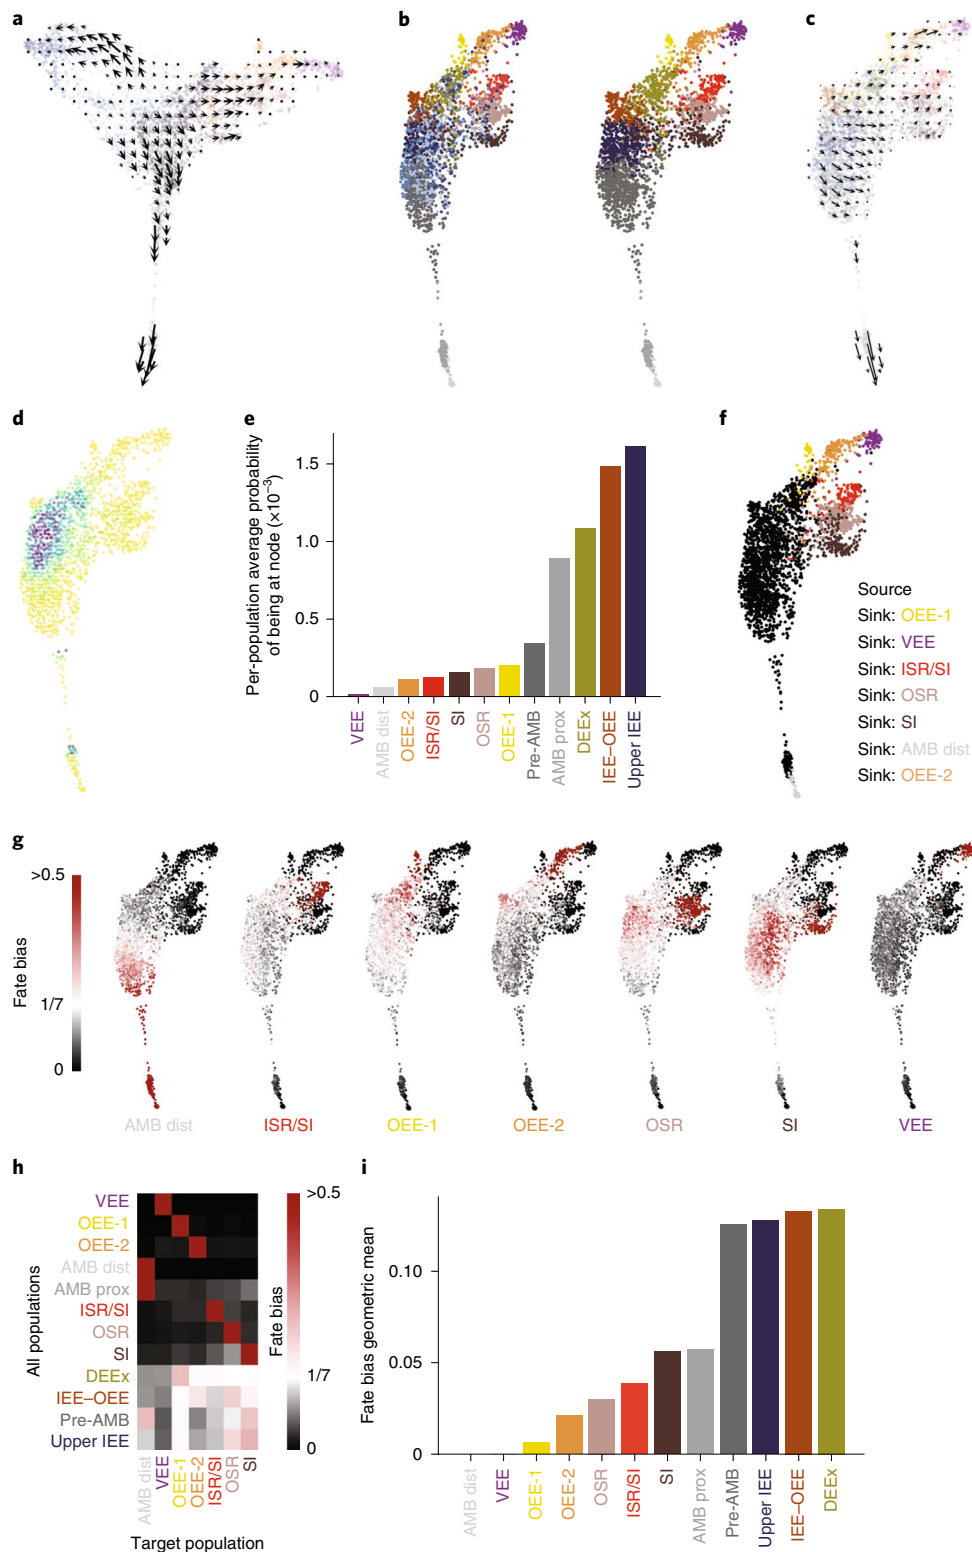 a
b
c
d
e
Per-population average probability
of being at node (×10⁻³)
1.5
1.0
0.5
0
VEE
AMB dist
OEE-2
ISR/SI
SI
OSR
OEE-1
Pre-AMB
AMB prox
DEEx
IEE–OEE
Upper IEE
f
Source
Sink: OEE-1
Sink: VEE
Sink: ISR/SI
Sink: OSR
Sink: SI
Sink: AMB dist
Sink: OEE-2
g
>0.5
Fate bias
1/7
0
AMB dist
ISR/SI
OEE-1
OEE-2
OSR
SI
VEE
h
All populations
VEE
OEE-1
OEE-2
AMB dist
AMB prox
ISR/SI
OSR
SI
DEEx
IEE–OEE
Pre-AMB
Upper IEE
AMB dist
VEE
OEE-1
OEE-2
ISR/SI
OSR
SI
Target population
>0.5
Fate bias
1/7
0
i
Fate bias geometric mean
0.10
0.05
0
AMB dist
VEE
OEE-1
OEE-2
OSR
ISR/SI
SI
AMB prox
Pre-AMB
Upper IEE
IEE–OEE
DEEx